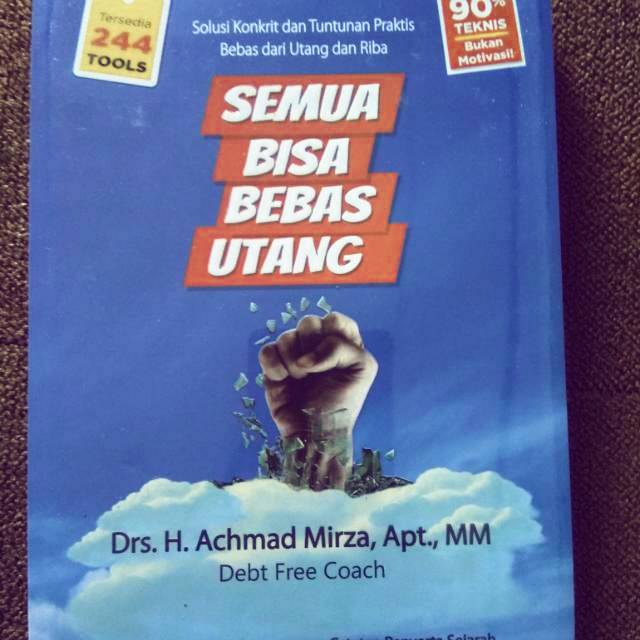 Tersedia
244
TOOLS
Solusi Konkrit dan Tuntunan Praktis
Bebas dari Utang dan Riba
90%
TEKNIS
Bukan
Motivasi!
SEMUA
BISA
BEBAS
UTANG
Drs. H. Achmad Mirza, Apt., MM
Debt Free Coach